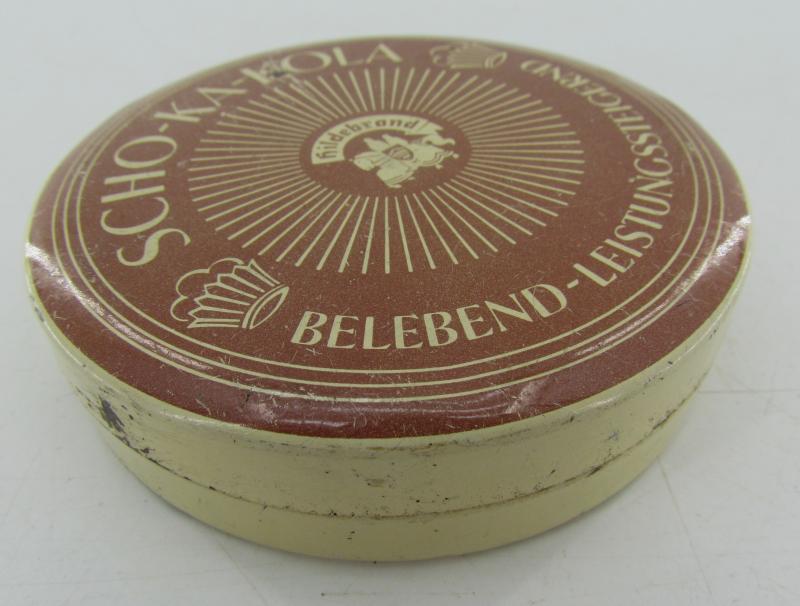 SCHO-KA-KOLA
hildebrand
BELEBEND-LEISTUNGSSTEIGERND